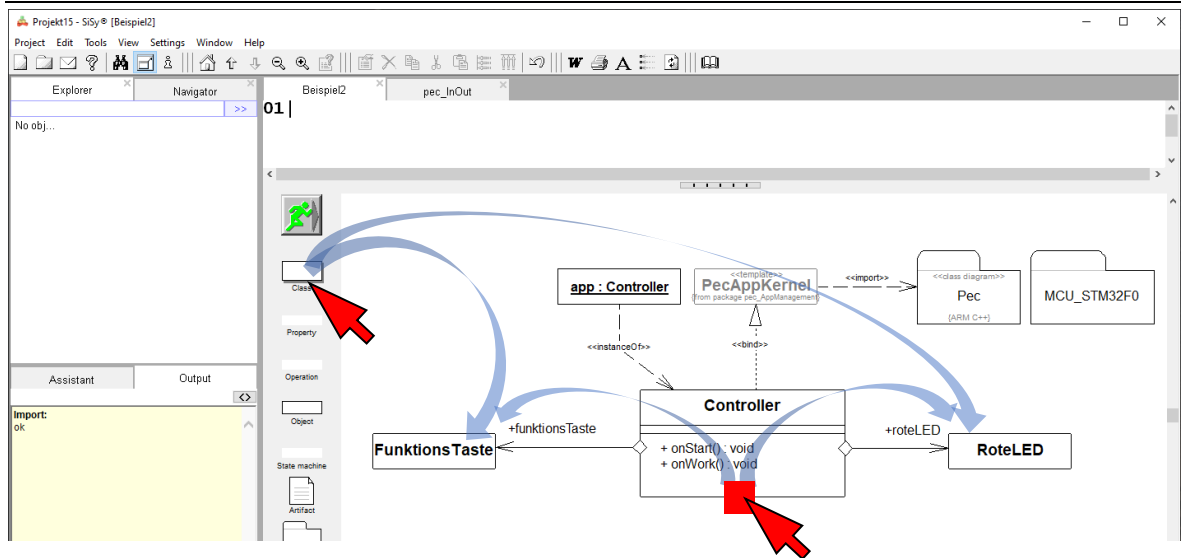 Projekt15 - SiSy® [Beispiel2]
Project Edit Tools View Settings Window Help
Explorer Navigator
Beispiel2 pec_InOut
>>
01
No obj...
Class
Property
Operation
Object
State machine
Artifact
app : Controller
<<template>>
PecAppKernel
{from package pec_AppManagement}
<<import>>
<<class diagram>>
Pec
{ARM C++}
MCU_STM32F0
<<instanceOf>>
<<bind>>
Controller
+ onStart() : void
+ onWork() : void
+funktionsTaste
FunktionsTaste
+roteLED
RoteLED
Assistant Output
<>
Import:
ok